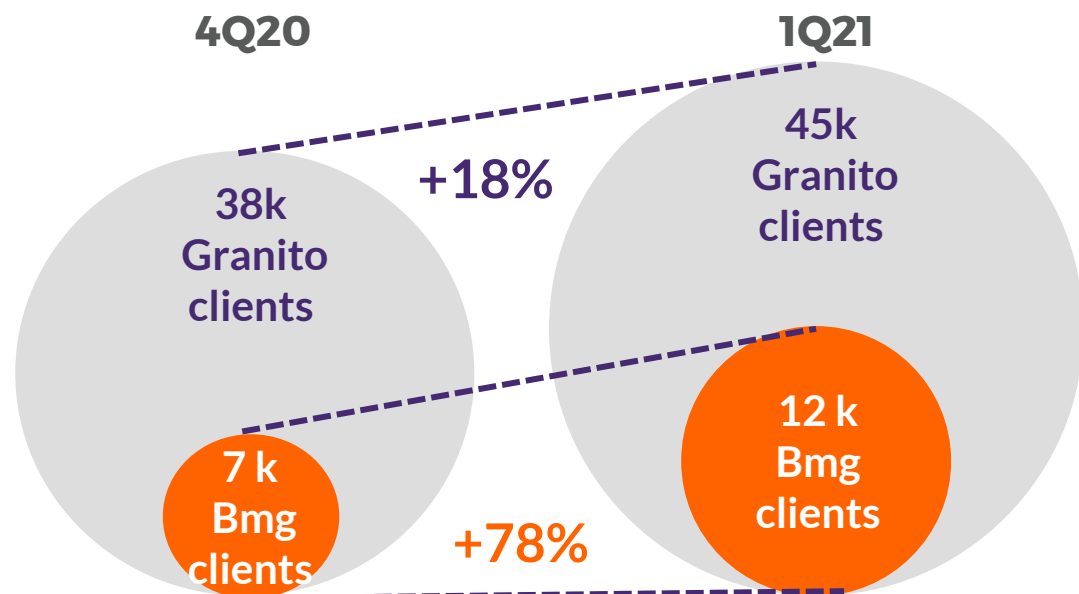 4Q20
38k
Granito
clients
7 k
Bmg
clients
+18%
+78%
1Q21
45k
Granito
clients
12 k
Bmg
clients